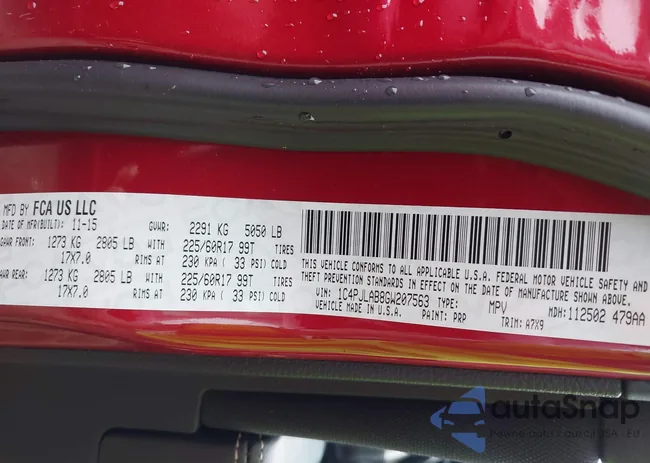 MFD BY FCA US LLC
DATE OF MFR(BUILT): 11-15 GVWR: 2291 KG 5050 LB
GAWR FRONT: 1273 KG 2805 LB WITH 225/60R17 99T TIRES
17X7.0 RIMS AT 230 KPA ( 33 PSI) COLD
GAWR REAR: 1273 KG 2805 LB WITH 225/60R17 99T TIRES
17X7.0 RIMS AT 230 KPA ( 33 PSI) COLD
THIS VEHICLE CONFORMS TO ALL APPLICABLE U.S.A. FEDERAL MOTOR VEHICLE SAFETY AND
THEFT PREVENTION STANDARDS IN EFFECT ON THE DATE OF MANUFACTURE SHOWN ABOVE.
VIN: 1C4PJLAB8GW207563 TYPE: MPV MDH: 112502 479AA
VEHICLE MADE IN U.S.A. PAINT: PRP TRIM: A7X9
autaSnap